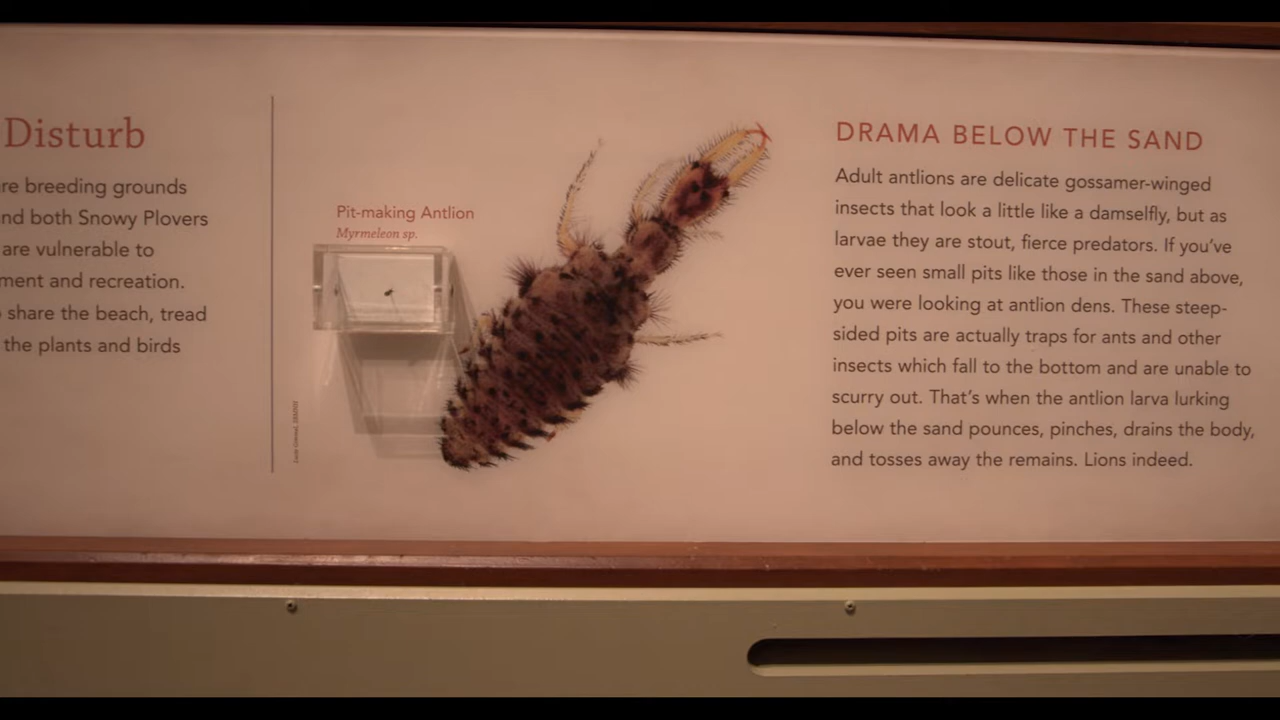 Disturb
re breeding grounds
nd both Snowy Plovers
are vulnerable to
ment and recreation.
share the beach, tread
the plants and birds
Pit-making Antlion
Myrmeleon sp.
DRAMA BELOW THE SAND
Adult antlions are delicate gossamer-winged
insects that look a little like a damselfly, but as
larvae they are stout, fierce predators. If you've
ever seen small pits like those in the sand above,
you were looking at antlion dens. These steep-
sided pits are actually traps for ants and other
insects which fall to the bottom and are unable to
scurry out. That's when the antlion larva lurking
below the sand pounces, pinches, drains the body,
and tosses away the remains. Lions indeed.